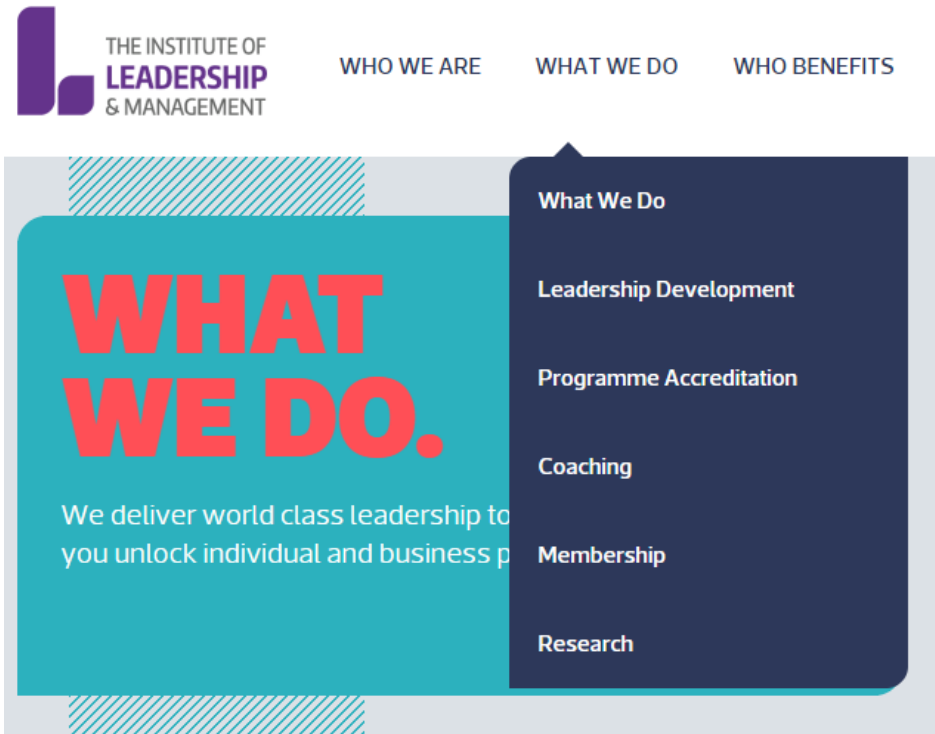 THE INSTITUTE OF
LEADERSHIP
& MANAGEMENT
WHO WE ARE
WHAT WE DO
WHO BENEFITS
What We Do
Leadership Development
Programme Accreditation
Coaching
Membership
Research
WHAT
WE DO.
We deliver world class leadership to
you unlock individual and business p